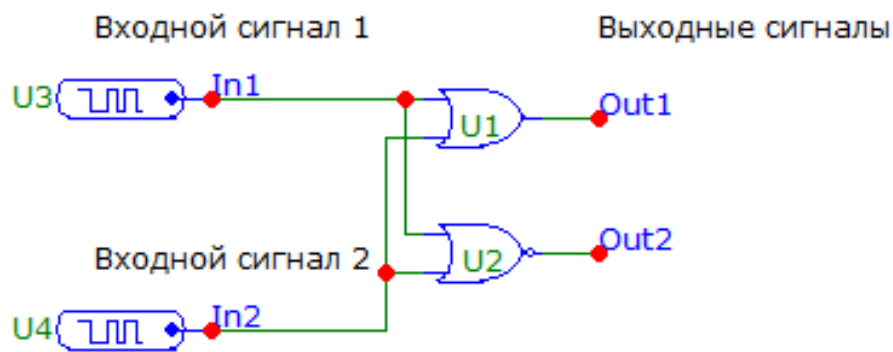 Входной сигнал 1
Выходные сигналы
U3
In1
U1
Out1
Входной сигнал 2
U2
Out2
U4
In2